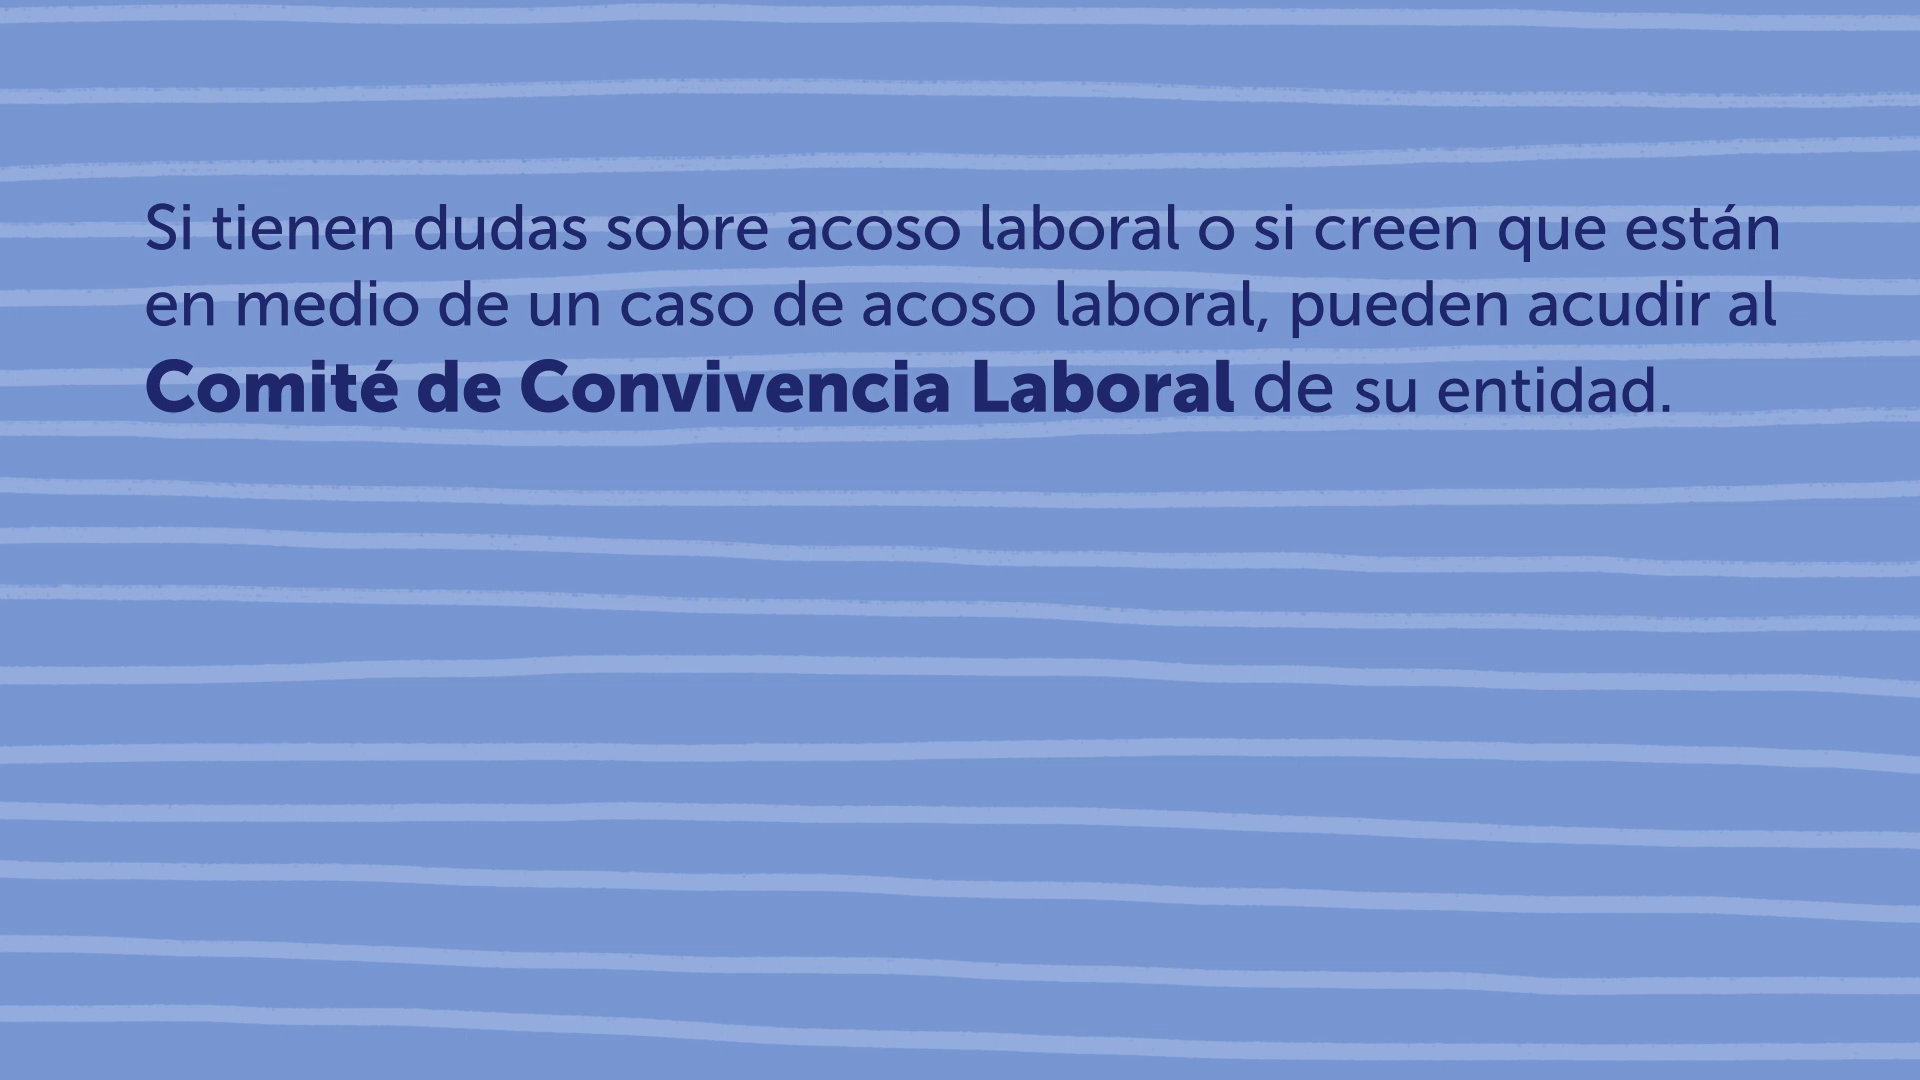 Si tienen dudas sobre acoso laboral o si creen que están
en medio de un caso de acoso laboral, pueden acudir al
Comité de Convivencia Laboral de su entidad.